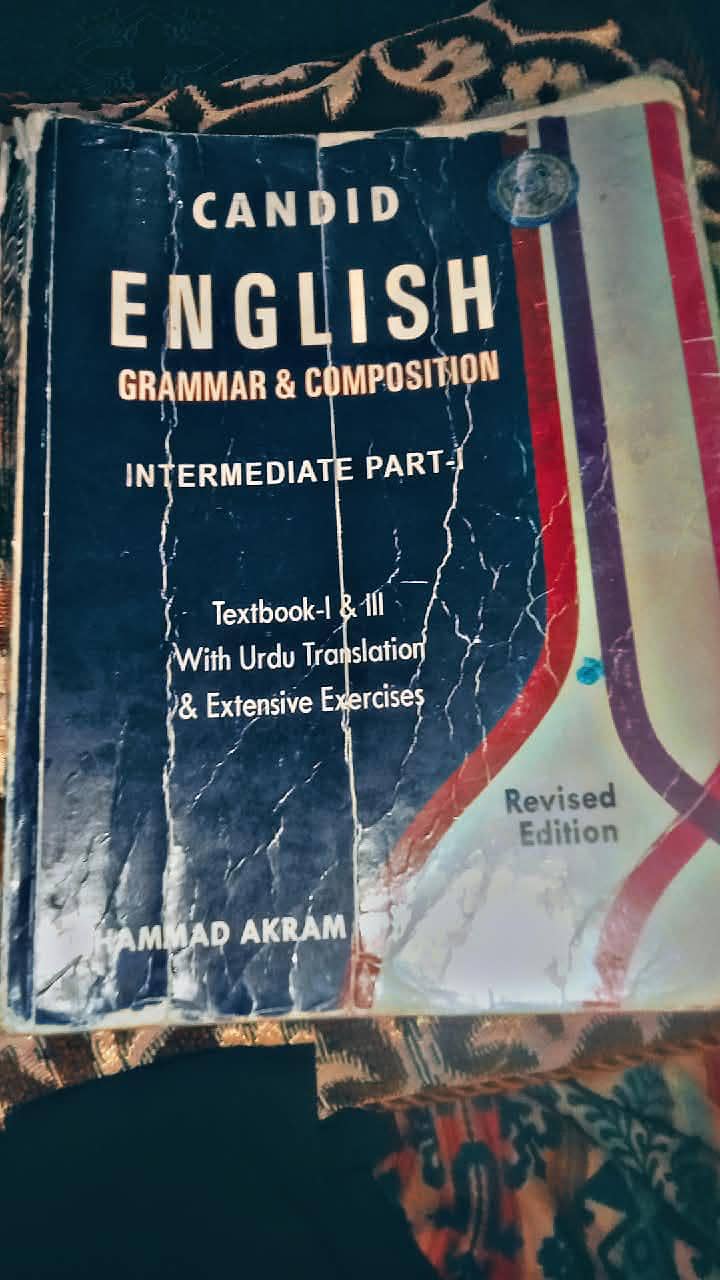 CANDID
ENGLISH
GRAMMAR & COMPOSITION
INTERMEDIATE PART-I
Textbook-I & III
With Urdu Translation
& Extensive Exercises
Revised
Edition
HAMMAD AKRAM